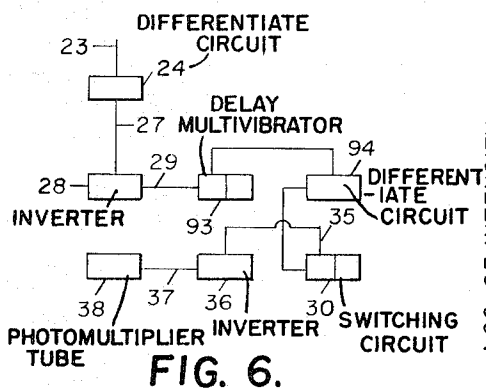 DIFFERENTIATE
CIRCUIT
23
24
27
DELAY
MULTIVIBRATOR
94
28
29
DIFFERENT
-IATE
CIRCUIT
INVERTER
93
35
38
37
36
30
PHOTOMULTIPLIER
TUBE
INVERTER
SWITCHING
CIRCUIT
FIG. 6.